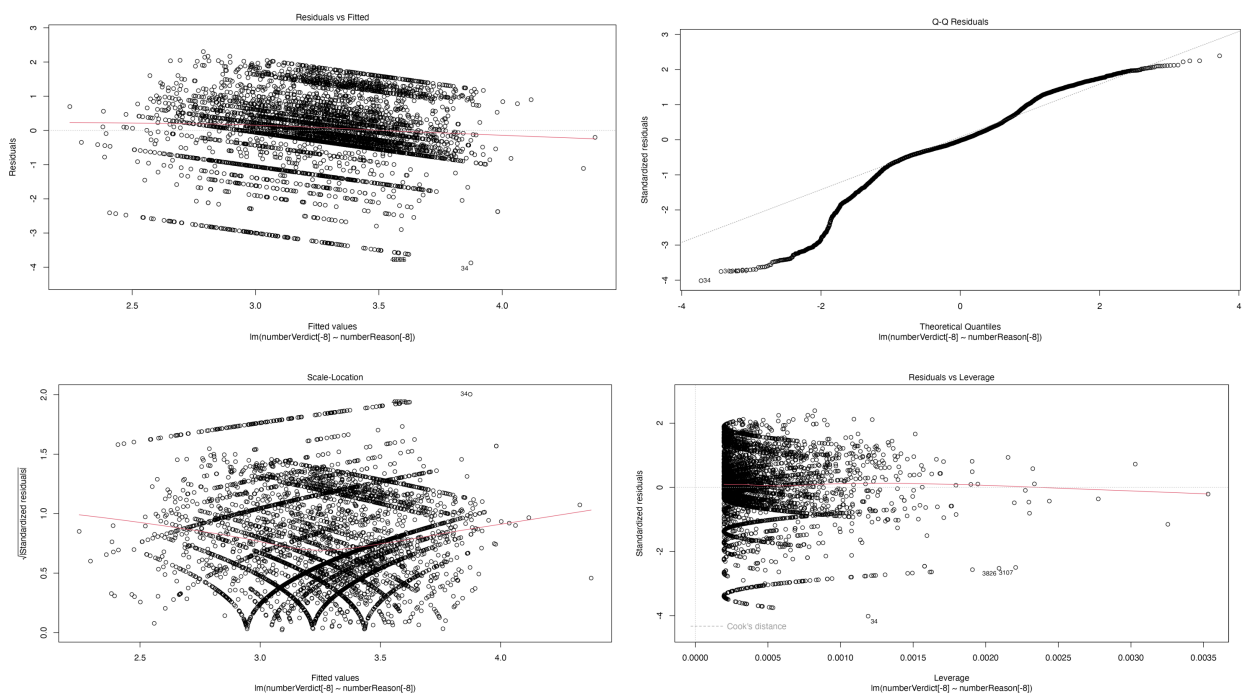 Residuals vs Fitted
3
2
1
0
-1
-2
-3
-4
Residuals
34
2.5 3.0 3.5 4.0
Fitted values
lm(numberVerdict[-8] ~ numberReason[-8])
Q-Q Residuals
3
2
1
0
-1
-2
-3
-4
Standardized residuals
34
-4 -2 0 2 4
Theoretical Quantiles
lm(numberVerdict[-8] ~ numberReason[-8])
Scale-Location
2.0
1.5
1.0
0.5
0.0
√|Standardized residuals|
34
2.5 3.0 3.5 4.0
Fitted values
lm(numberVerdict[-8] ~ numberReason[-8])
Residuals vs Leverage
2
0
-2
-4
Standardized residuals
3826 3107
34
Cook's distance
0.0000 0.0005 0.0010 0.0015 0.0020 0.0025 0.0030 0.0035
Leverage
lm(numberVerdict[-8] ~ numberReason[-8])